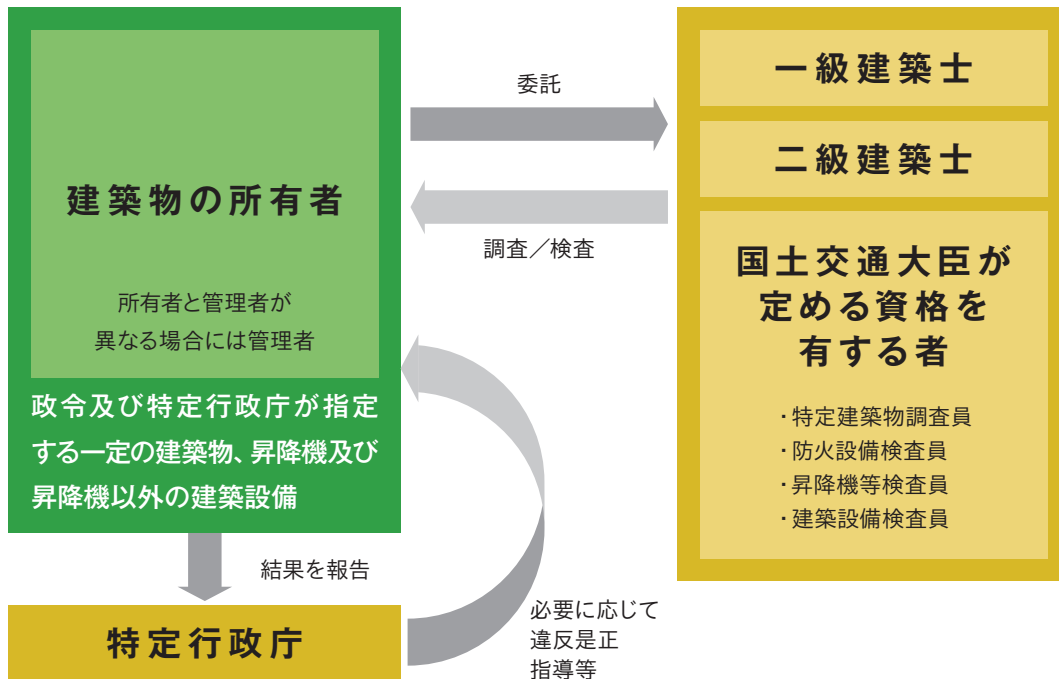 建築物の所有者
所有者と管理者が
異なる場合には管理者
政令及び特定行政庁が指定
する一定の建築物、昇降機及び
昇降機以外の建築設備
委託
調査／検査
一級建築士
二級建築士
国土交通大臣が
定める資格を
有する者
・特定建築物調査員
・防火設備検査員
・昇降機等検査員
・建築設備検査員
結果を報告
特定行政庁
必要に応じて
違反是正
指導等